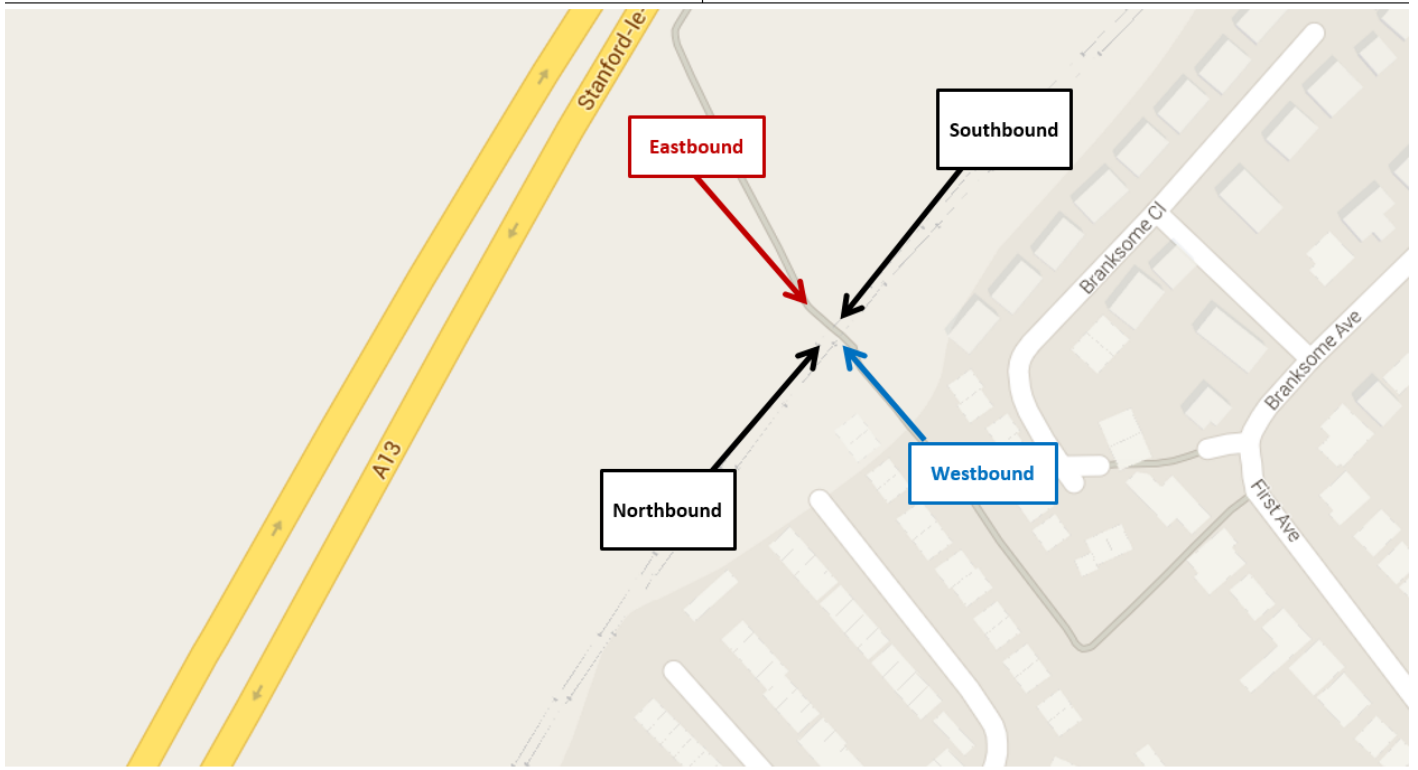 Stanford-le-
Eastbound
Southbound
Branksome Cl
Branksome Ave
A13
Westbound
Northbound
First Ave